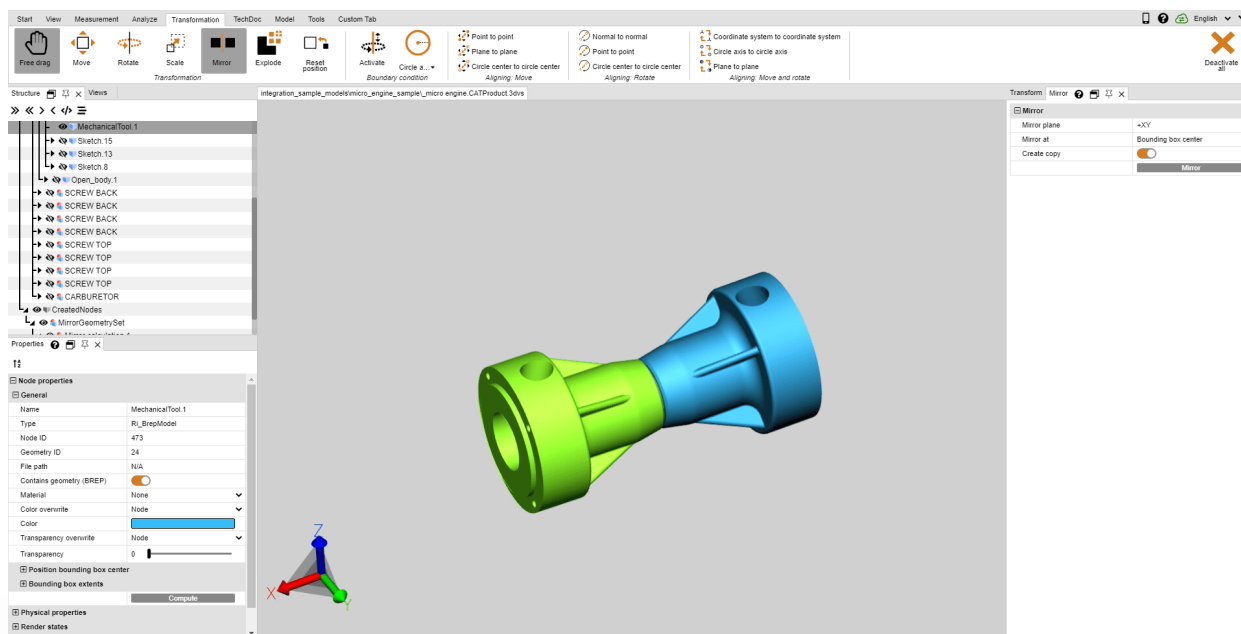 Start View Measurement Analyze Transformation TechDoc Model Tools Custom Tab English
Free drag Move Rotate Scale Mirror Explode Reset position Activate Circle a... Deactivate all
Transformation
Boundary condition
Point to point
Plane to plane
Circle center to circle center
Aligning: Move
Normal to normal
Point to point
Circle center to circle center
Aligning: Rotate
Coordinate system to coordinate system
Circle axis to circle axis
Plane to plane
Aligning: Move and rotate
Structure Views
MechanicalTool.1
Sketch.15
Sketch.13
Sketch.8
Open_body.1
SCREW BACK
SCREW BACK
SCREW BACK
SCREW BACK
SCREW TOP
SCREW TOP
SCREW TOP
SCREW TOP
CARBURETOR
CreatedNodes
MirrorGeometrySet
Properties
Node properties
General
Name MechanicalTool.1
Type Ri_BrepModel
Node ID 473
Geometry ID 24
File path N/A
Contains geometry (BREP)
Material None
Color overwrite Node
Color
Transparency overwrite Node
Transparency 0
Position bounding box center
Bounding box extents
Compute
Physical properties
Render states
integration_sample_models\micro_engine_sample\_micro engine.CATProduct.3dvs
Z
X
Y
Transform Mirror
Mirror
Mirror plane +XY
Mirror at Bounding box center
Create copy
Mirror